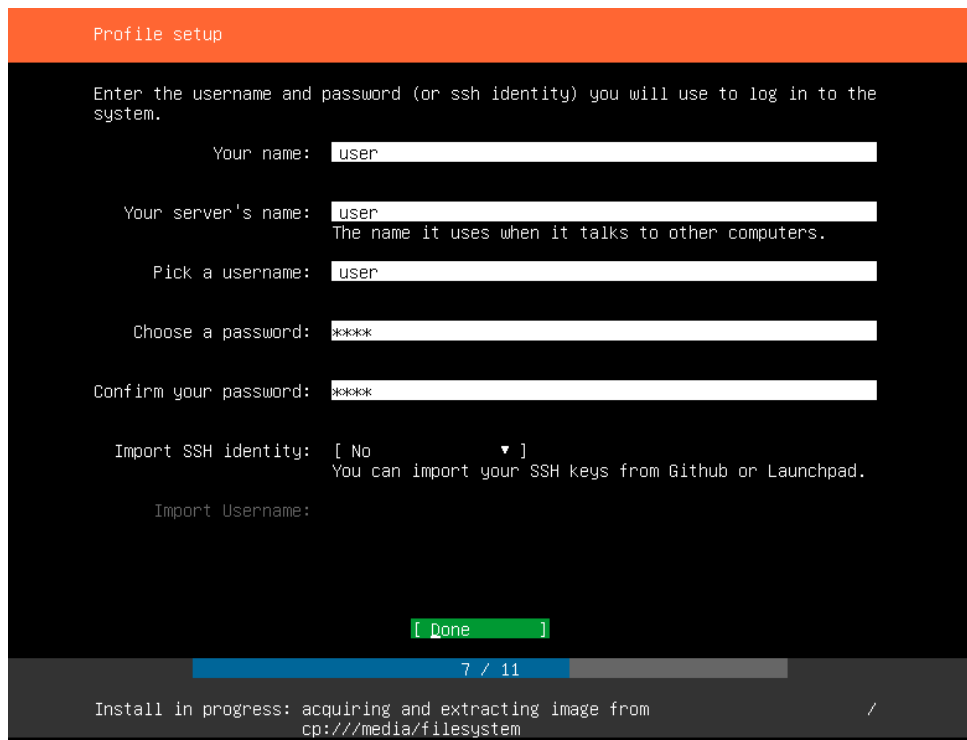 Profile setup
Enter the username and password (or ssh identity) you will use to log in to the
system.
Your name: user
Your server's name: user
The name it uses when it talks to other computers.
Pick a username: user
Choose a password: ****
Confirm your password: ****
Import SSH identity: [ No ▾ ]
You can import your SSH keys from Github or Launchpad.
Import Username:
[ Done ]
7 / 11
Install in progress: acquiring and extracting image from /
cp:///media/filesystem